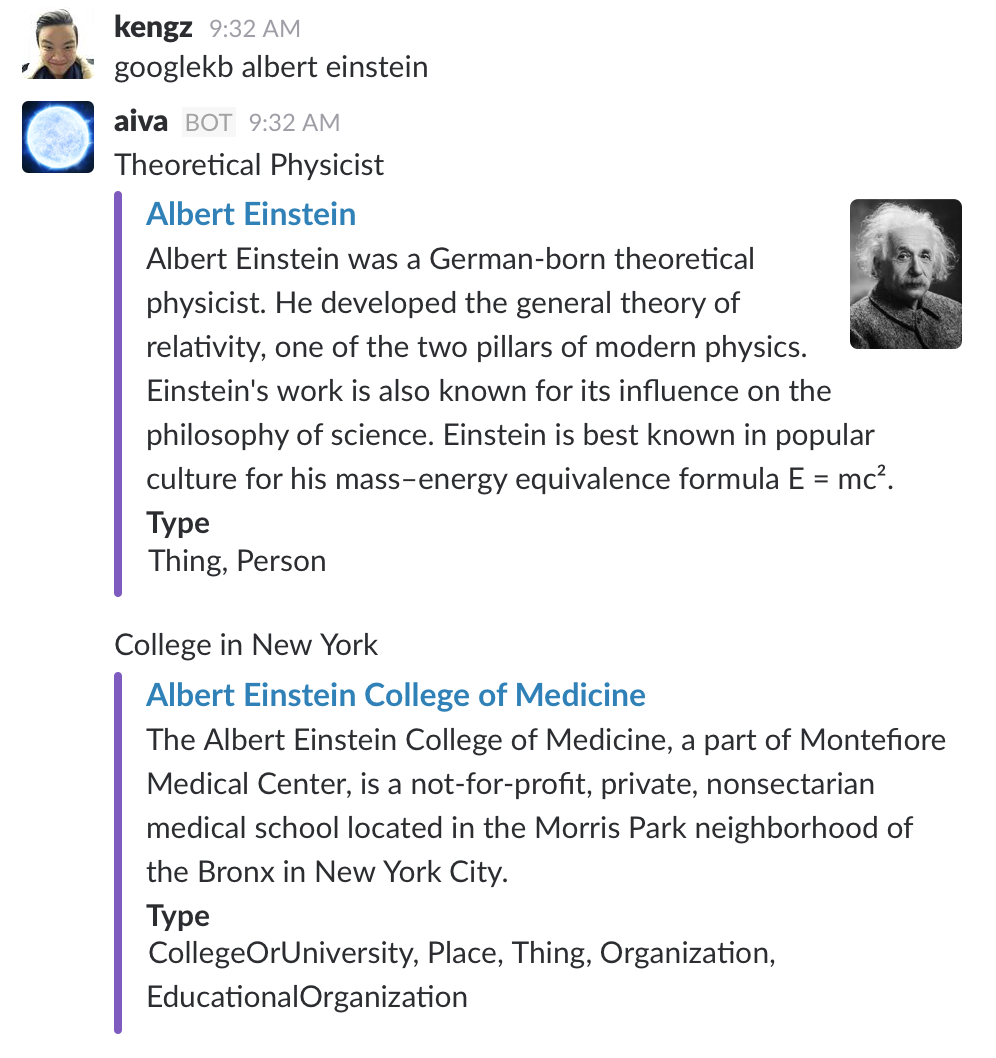 kengz 9:32 AM
googlekb albert einstein
aiva BOT 9:32 AM
Theoretical Physicist
Albert Einstein
Albert Einstein was a German-born theoretical
physicist. He developed the general theory of
relativity, one of the two pillars of modern physics.
Einstein's work is also known for its influence on the
philosophy of science. Einstein is best known in popular
culture for his mass–energy equivalence formula E = mc².
Type
Thing, Person
College in New York
Albert Einstein College of Medicine
The Albert Einstein College of Medicine, a part of Montefiore
Medical Center, is a not-for-profit, private, nonsectarian
medical school located in the Morris Park neighborhood of
the Bronx in New York City.
Type
CollegeOrUniversity, Place, Thing, Organization,
EducationalOrganization